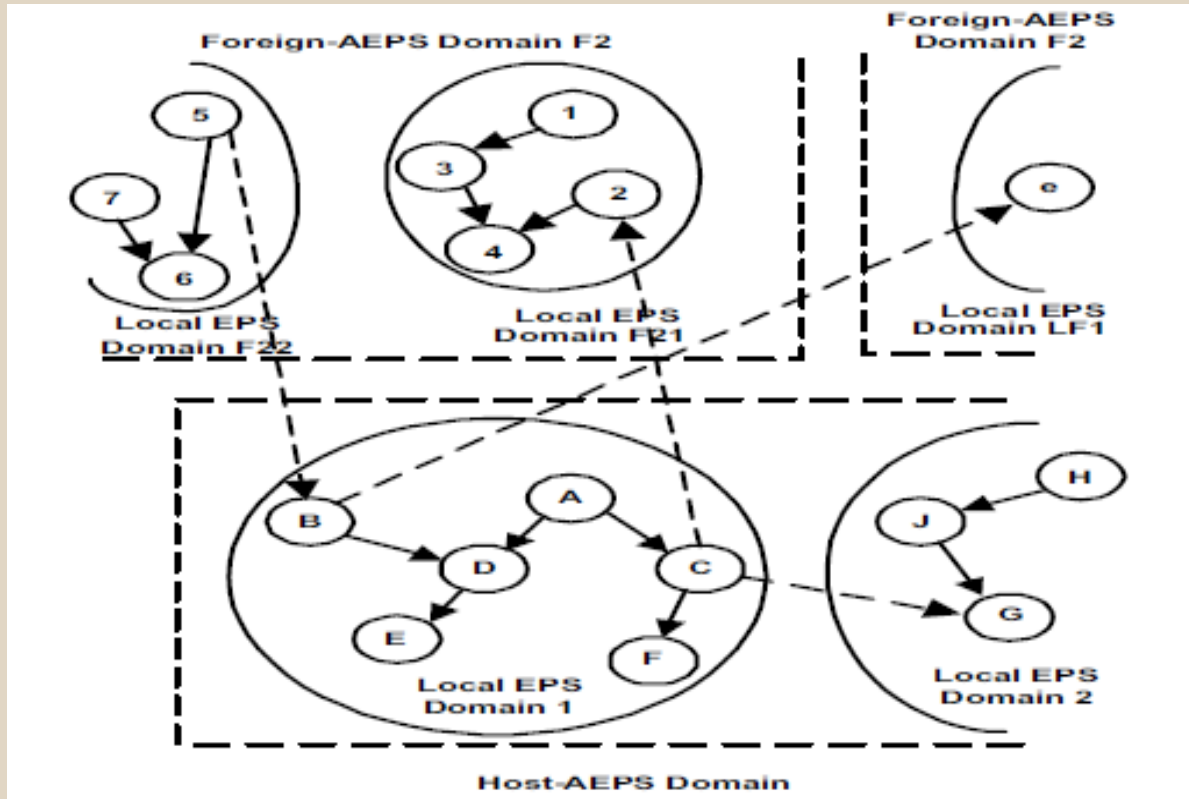 Foreign-AEPS Domain F2
Foreign-AEPS
Domain F2
5
1
3
7
2
e
4
6
Local EPS
Domain F22
Local EPS
Domain F21
Local EPS
Domain LF1
H
A
B
J
D
C
G
E
F
Local EPS
Domain 1
Local EPS
Domain 2
Host-AEPS Domain